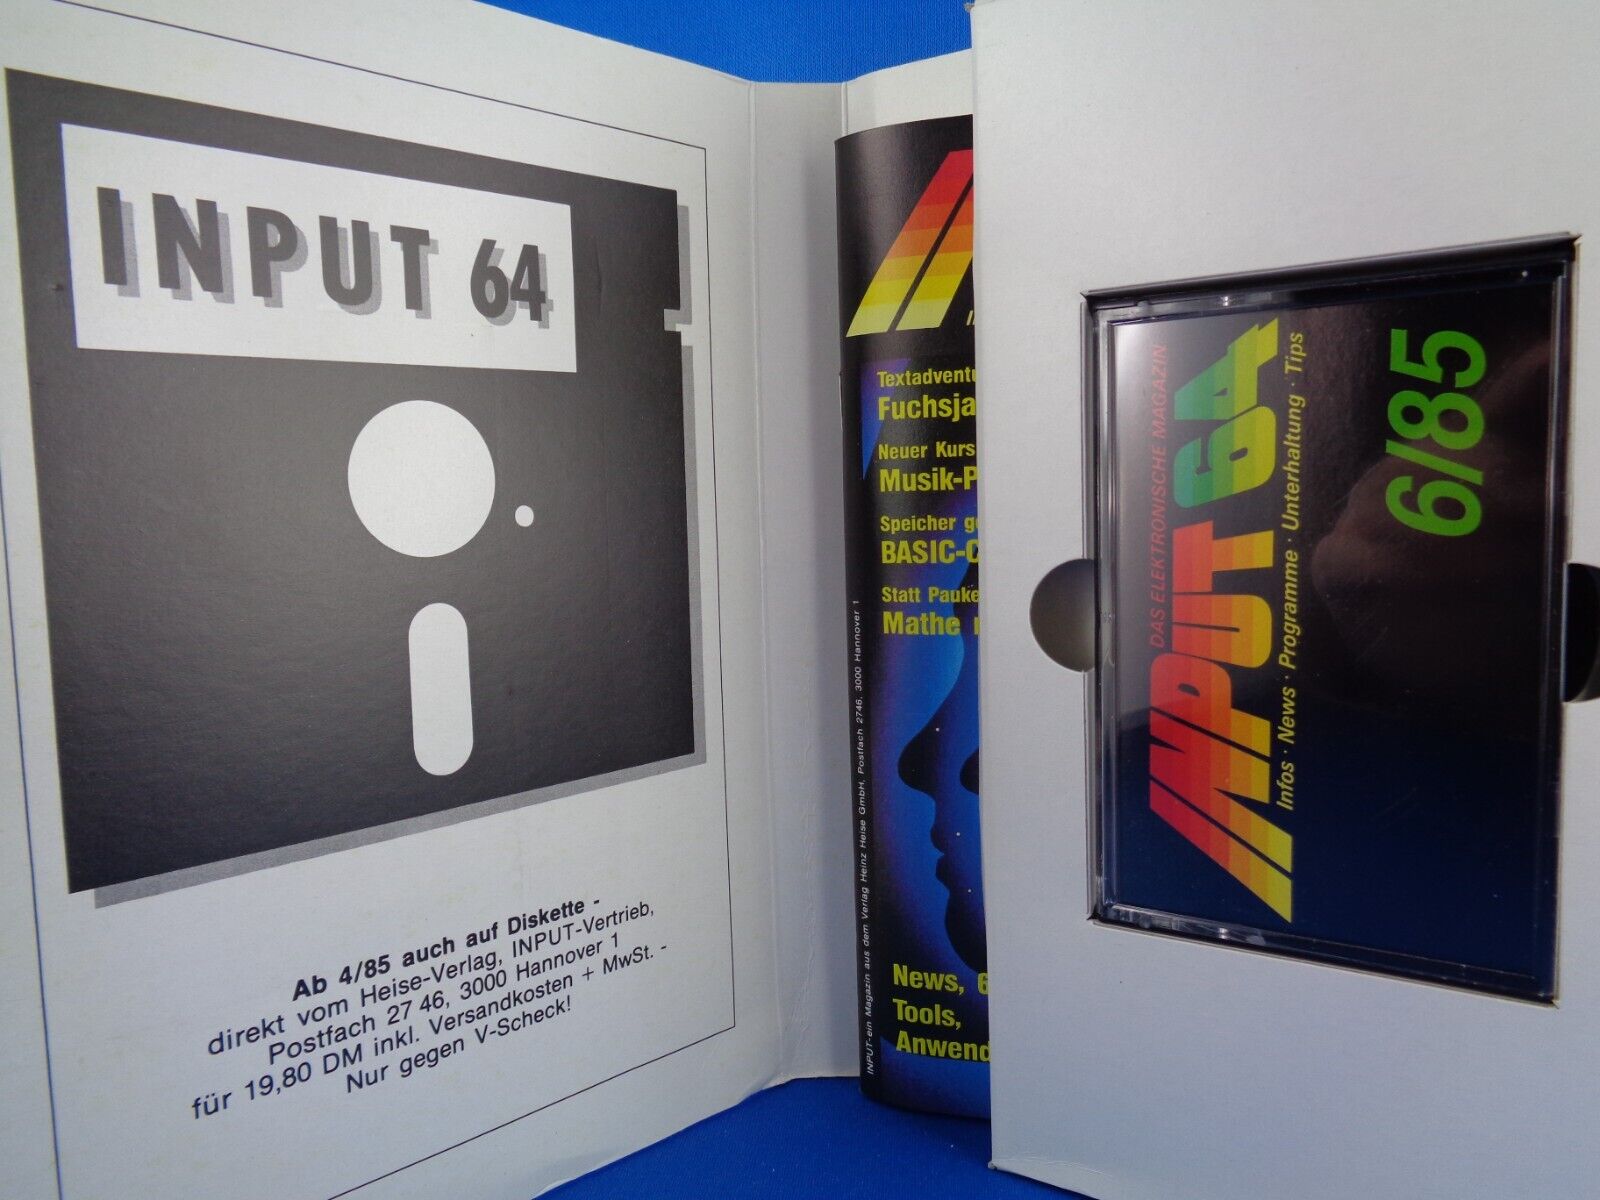 INPUT 64
Ab 4/85 auch auf Diskette -
direkt vom Heise-Verlag, INPUT-Vertrieb,
Postfach 27 46, 3000 Hannover 1
für 19,80 DM inkl. Versandkosten + MwSt. -
Nur gegen V-Scheck!
Textadventu
Fuchsja
Neuer Kurs
Musik-P
Speicher ge
BASIC-C
Statt Pauke
Mathe
News, 6
Tools,
Anwend
INPUT-ein Magazin aus dem Verlag Heinz Heise GmbH, Postfach 2746, 3000 Hannover 1
DAS ELEKTRONISCHE MAGAZIN
INPUT 64
Infos · News · Programme · Unterhaltung · Tips
6/85